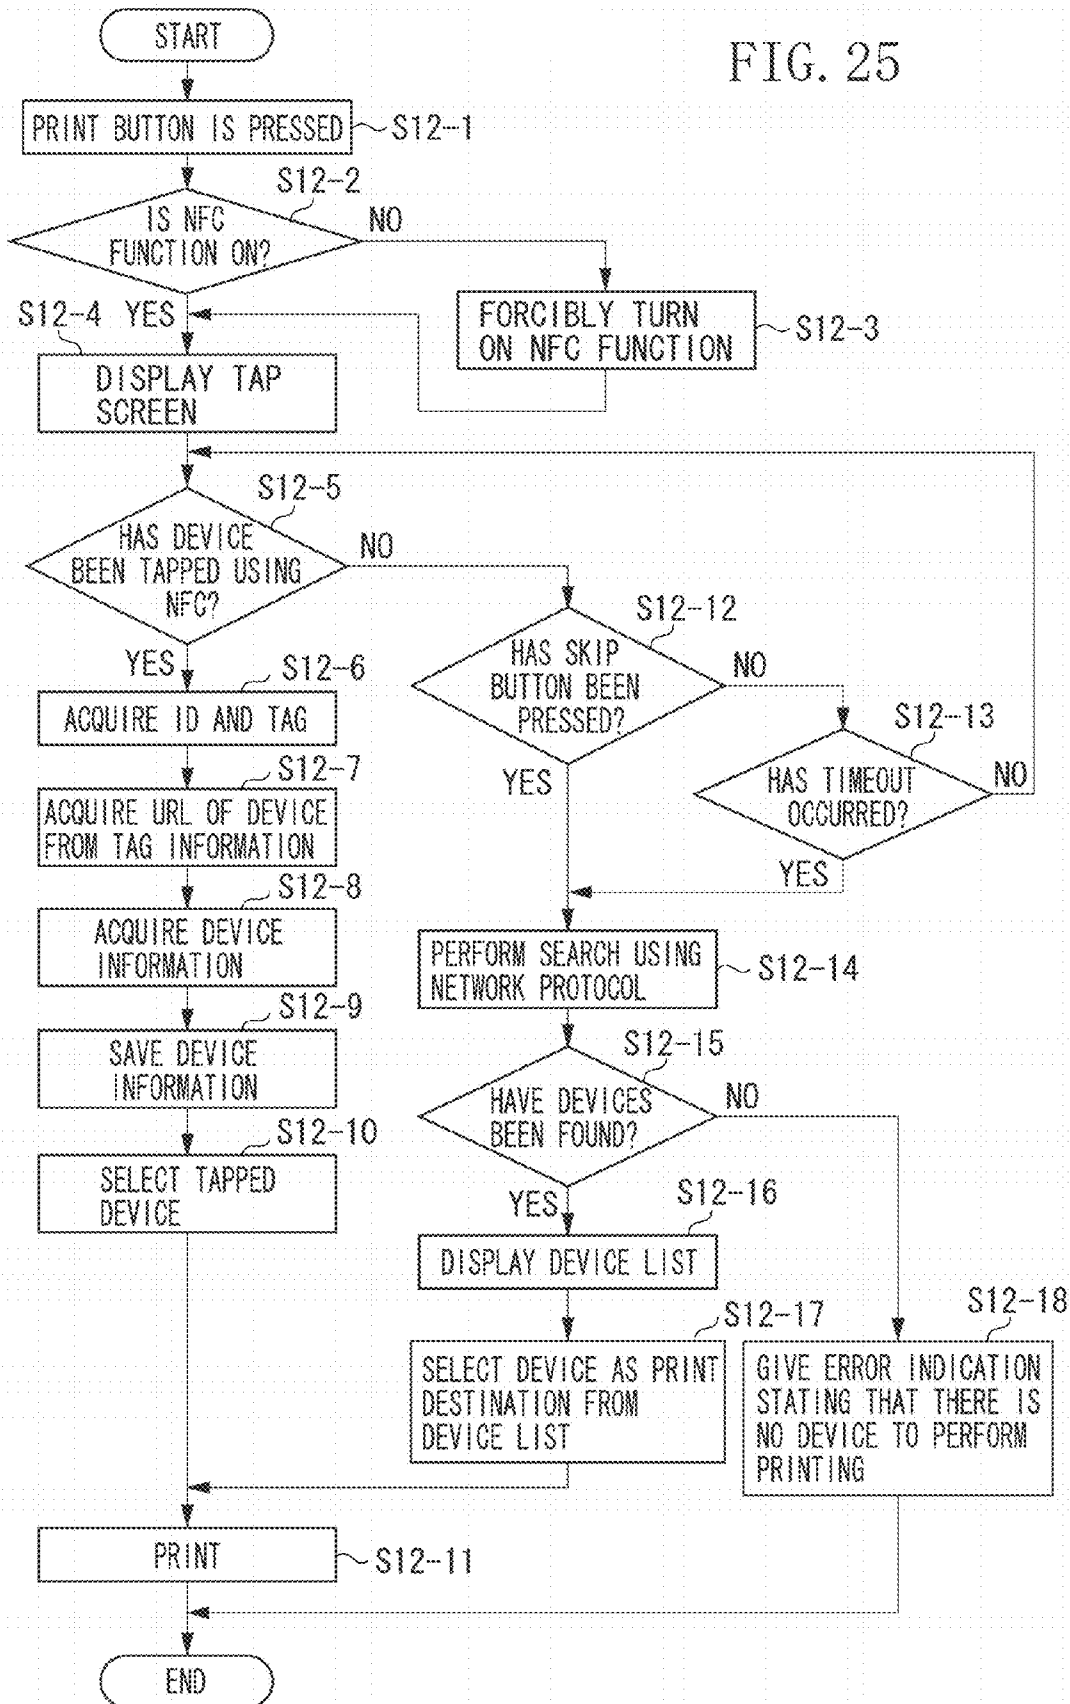 START
FIG. 25
PRINT BUTTON IS PRESSED
S12-1
S12-2
IS NFC
FUNCTION ON?
NO
YES
FORCIBLY TURN
ON NFC FUNCTION
S12-3
S12-4
DISPLAY TAP
SCREEN
S12-5
HAS DEVICE
BEEN TAPPED USING
NFC?
NO
YES
S12-6
ACQUIRE ID AND TAG
S12-7
ACQUIRE URL OF DEVICE
FROM TAG INFORMATION
S12-8
ACQUIRE DEVICE
INFORMATION
S12-9
SAVE DEVICE
INFORMATION
S12-10
SELECT TAPPED
DEVICE
S12-12
HAS SKIP
BUTTON BEEN
PRESSED?
NO
YES
S12-13
HAS TIMEOUT
OCCURRED?
NO
YES
PERFORM SEARCH USING
NETWORK PROTOCOL
S12-14
S12-15
HAVE DEVICES
BEEN FOUND?
NO
YES
S12-16
DISPLAY DEVICE LIST
S12-17
SELECT DEVICE AS PRINT
DESTINATION FROM
DEVICE LIST
S12-18
GIVE ERROR INDICATION
STATING THAT THERE IS
NO DEVICE TO PERFORM
PRINTING
PRINT
S12-11
END